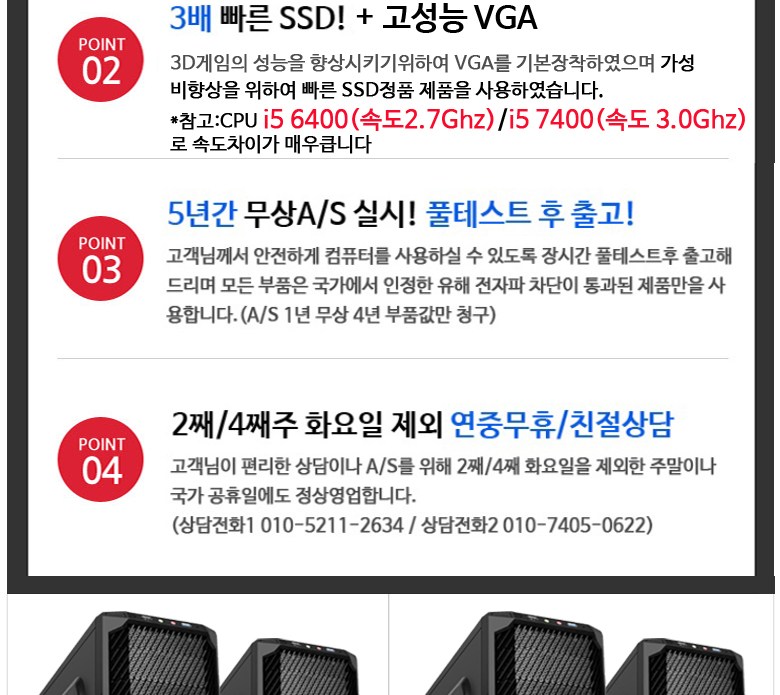 3배 빠른 SSD! + 고성능 VGA
POINT
02
3D게임의 성능을 향상시키기위하여 VGA를 기본장착하였으며 가성
비향상을 위하여 빠른 SSD정품 제품을 사용하였습니다.
*참고:CPU i5 6400(속도2.7Ghz)/i5 7400(속도 3.0Ghz)
로 속도차이가 매우큽니다
5년간 무상A/S 실시! 풀테스트 후 출고!
POINT
03
고객님께서 안전하게 컴퓨터를 사용하실 수 있도록 장시간 풀테스트후 출고해
드리며 모든 부품은 국가에서 인정한 유해 전자파 차단이 통과된 제품만을 사
용합니다.(A/S 1년 무상 4년 부품값만 청구)
2째/4째주 화요일 제외 연중무휴/친절상담
POINT
04
고객님이 편리한 상담이나 A/S를 위해 2째/4째 화요일을 제외한 주말이나
국가 공휴일에도 정상영업합니다.
(상담전화1 010-5211-2634 / 상담전화2 010-7405-0622)